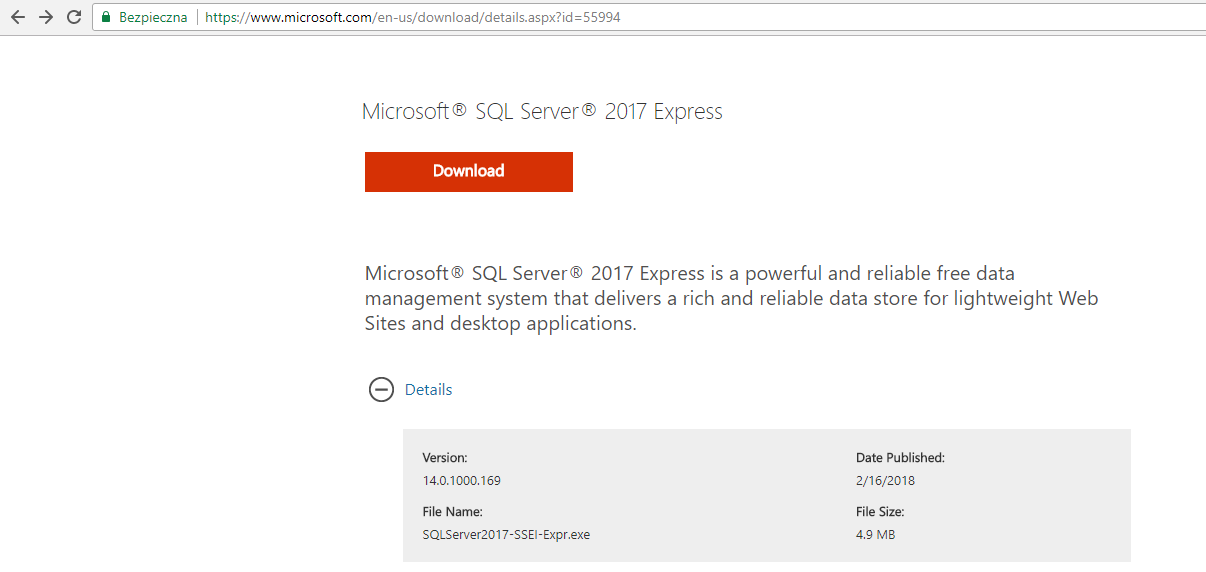 Bezpieczna
https://www.microsoft.com/en-us/download/details.aspx?id=55994
Microsoft® SQL Server® 2017 Express
Download
Microsoft® SQL Server® 2017 Express is a powerful and reliable free data
management system that delivers a rich and reliable data store for lightweight Web
Sites and desktop applications.
Details
Version:
14.0.1000.169
Date Published:
2/16/2018
File Name:
SQLServer2017-SSEI-Expr.exe
File Size:
4.9 MB